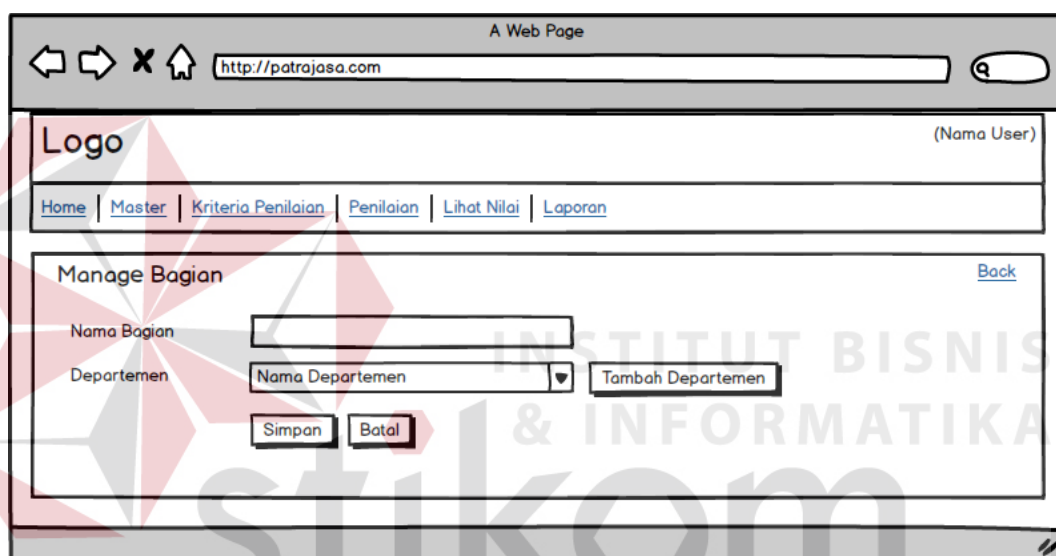 A Web Page
http://patrajasa.com
Logo
(Nama User)
Home Master Kriteria Penilaian Penilaian Lihat Nilai Laporan
Manage Bagian
Back
Nama Bagian
Departemen Nama Departemen Tambah Departemen
Simpan Batal
INSTITUT BISNIS
& INFORMATIKA
stikom